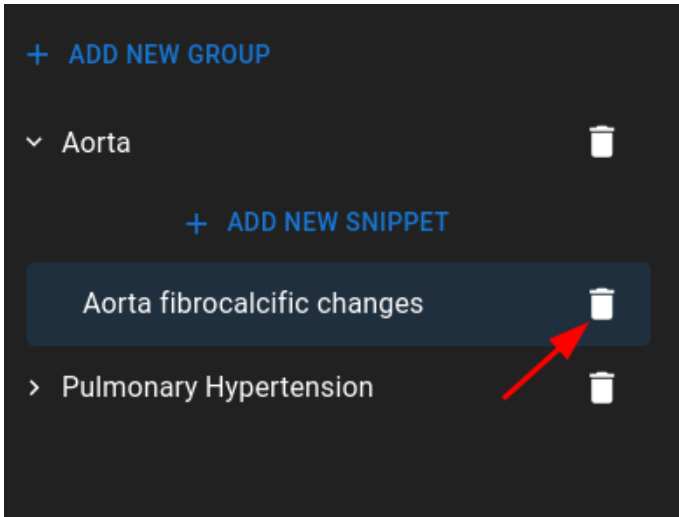 + ADD NEW GROUP
Aorta
+ ADD NEW SNIPPET
Aorta fibrocalcific changes
Pulmonary Hypertension